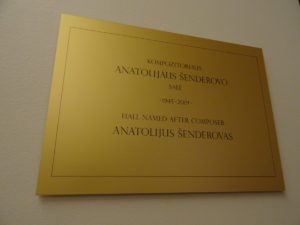 KOMPOZITORIAUS
ANATOLIJAUS ŠENDEROVO
SALĖ
1945-2019
HALL NAMED AFTER COMPOSER
ANATOLIJUS ŠENDEROVAS